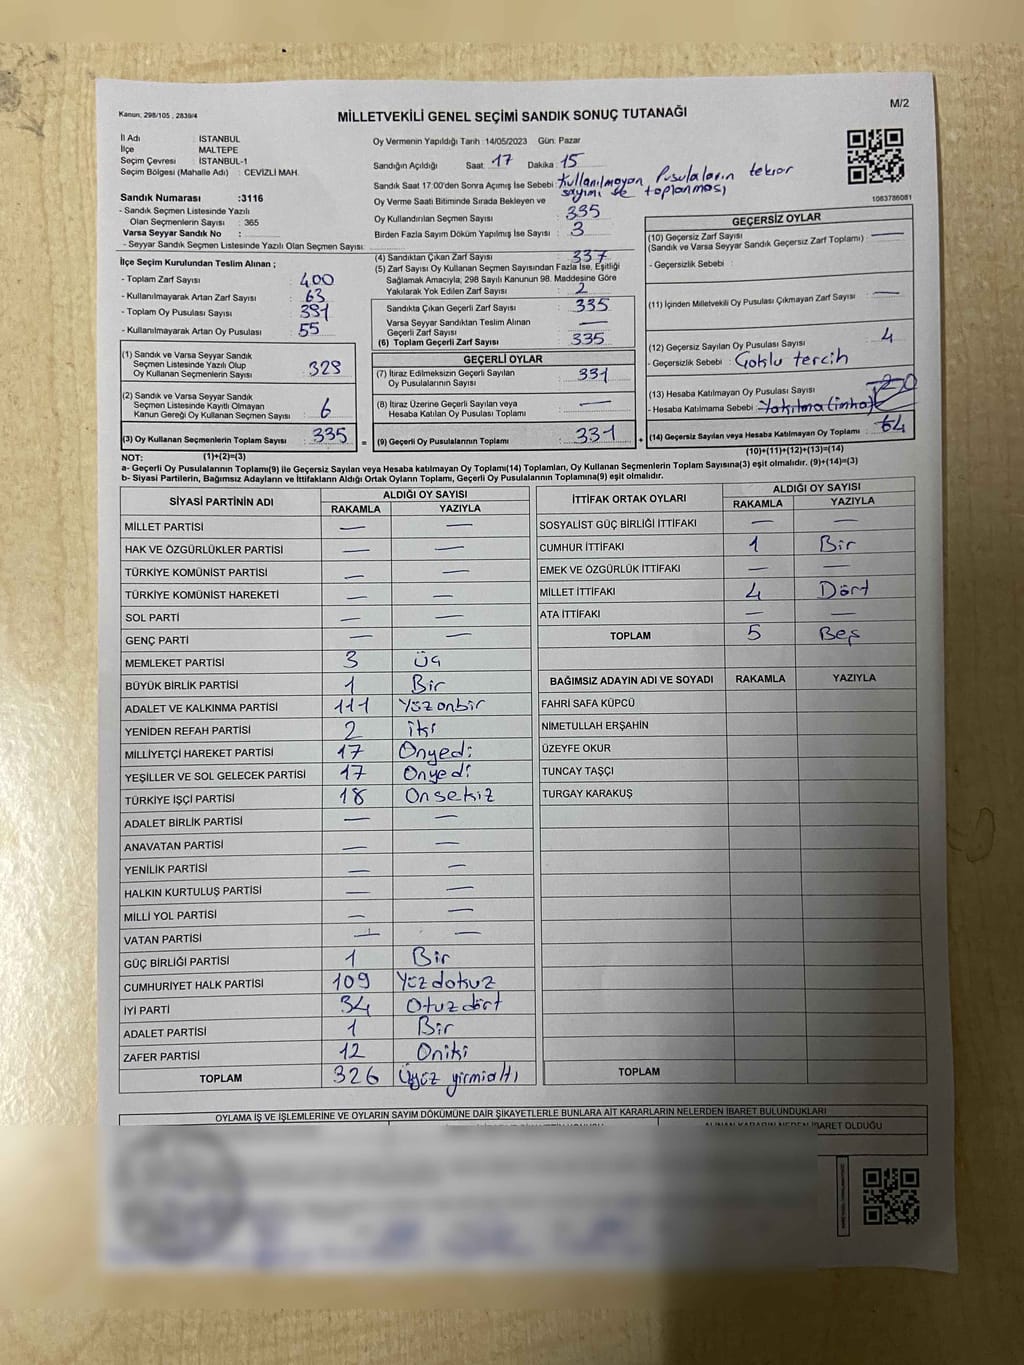 Kanun, 298/105 , 2839/4
MİLLETVEKİLİ GENEL SEÇİMİ SANDIK SONUÇ TUTANAĞI
M/2
İl Adı : İSTANBUL
İlçe : MALTEPE
Seçim Çevresi : İSTANBUL-1
Seçim Bölgesi (Mahalle Adı) : CEVİZLİ MAH.
Sandık Numarası :3116
- Sandık Seçmen Listesinde Yazılı
Olan Seçmenlerin Sayısı : 365
Varsa Seyyar Sandık No :
- Seyyar Sandık Seçmen Listesinde Yazılı Olan Seçmen Sayısı:
Oy Vermenin Yapıldığı Tarih :14/05/2023 Gün: Pazar
Sandığın Açıldığı Saat: 17 Dakika : 15
Sandık Saat 17:00'den Sonra Açımış İse Sebebi : Kullanılmayan Pusulaların tekrar
sayımı ve toplanması
Oy Verme Saati Bitiminde Sırada Bekleyen ve
Oy Kullandırılan Seçmen Sayısı : 335
Birden Fazla Sayım Döküm Yapılmış İse Sayısı : 3
1063786081
İlçe Seçim Kurulundan Teslim Alınan ;
- Toplam Zarf Sayısı : 400
- Kullanılmayarak Artan Zarf Sayısı : 63
- Toplam Oy Pusulası Sayısı : 391
- Kullanılmayarak Artan Oy Pusulası : 55
(1) Sandık ve Varsa Seyyar Sandık
Seçmen Listesinde Yazılı Olup
Oy Kullanan Seçmenlerin Sayısı : 329
(2) Sandık ve Varsa Seyyar Sandık
Seçmen Listesinde Kayıtlı Olmayan
Kanun Gereği Oy Kullanan Seçmen Sayısı : 6
(3) Oy Kullanan Seçmenlerin Toplam Sayısı : 335 =
(4) Sandıktan Çıkan Zarf Sayısı : 337
(5) Zarf Sayısı Oy Kullanan Seçmen Sayısından Fazla İse, Eşitliği
Sağlamak Amacıyla, 298 Sayılı Kanunun 98. Maddesine Göre
Yakılarak Yok Edilen Zarf Sayısı : 2
Sandıkta Çıkan Geçerli Zarf Sayısı : 335
Varsa Seyyar Sandıktan Teslim Alınan
Geçerli Zarf Sayısı : —
(6) Toplam Geçerli Zarf Sayısı : 335
GEÇERLİ OYLAR
(7) İtiraz Edilmeksizin Geçerli Sayılan
Oy Pusulalarının Sayısı : 331
(8) İtiraz Üzerine Geçerli Sayılan veya
Hesaba Katılan Oy Pusulası Toplamı : —
(9) Geçerli Oy Pusulalarının Toplamı : 331 +
GEÇERSİZ OYLAR
(10) Geçersiz Zarf Sayısı : —
(Sandık ve Varsa Seyyar Sandık Geçersiz Zarf Toplamı)
- Geçersizlik Sebebi :
(11) İçinden Milletvekili Oy Pusulası Çıkmayan Zarf Sayısı : —
(12) Geçersiz Sayılan Oy Pusulası Sayısı : 4
- Geçersizlik Sebebi : Çoklu tercih
(13) Hesaba Katılmayan Oy Pusulası Sayısı
- Hesaba Katılmama Sebebi : Yakılma(imha)
(14) Geçersiz Sayılan veya Hesaba Katılmayan Oy Toplamı :
NOT: (1)+(2)=(3) (10)+(11)+(12)+(13)=(14)
a- Geçerli Oy Pusulalarının Toplamı(9) ile Geçersiz Sayılan veya Hesaba katılmayan Oy Toplamı(14) Toplamları, Oy Kullanan Seçmenlerin Toplam Sayısına(3) eşit olmalıdır. (9)+(14)=(3)
b- Siyasi Partilerin, Bağımsız Adayların ve İttifakların Aldığı Ortak Oyların Toplamı, Geçerli Oy Pusulalarının Toplamına(9) eşit olmalıdır.
SİYASİ PARTİNİN ADI ALDIĞI OY SAYISI
RAKAMLA YAZIYLA
MİLLET PARTİSİ — —
HAK VE ÖZGÜRLÜKLER PARTİSİ — —
TÜRKİYE KOMÜNİST PARTİSİ — —
TÜRKİYE KOMÜNİST HAREKETİ — —
SOL PARTİ — —
GENÇ PARTİ — —
MEMLEKET PARTİSİ 3 Üç
BÜYÜK BİRLİK PARTİSİ 1 Bir
ADALET VE KALKINMA PARTİSİ 111 Yüzonbir
YENİDEN REFAH PARTİSİ 2 iki
MİLLİYETÇİ HAREKET PARTİSİ 17 Onyedi
YEŞİLLER VE SOL GELECEK PARTİSİ 17 Onyedi
TÜRKİYE İŞÇİ PARTİSİ 18 Onsekiz
ADALET BİRLİK PARTİSİ — —
ANAVATAN PARTİSİ — —
YENİLİK PARTİSİ — —
HALKIN KURTULUŞ PARTİSİ — —
MİLLİ YOL PARTİSİ — —
VATAN PARTİSİ — —
GÜÇ BİRLİĞİ PARTİSİ 1 Bir
CUMHURİYET HALK PARTİSİ 109 Yüzdokuz
İYİ PARTİ 34 Otuzdört
ADALET PARTİSİ 1 Bir
ZAFER PARTİSİ 12 Oniki
TOPLAM 326 Üçyüz yirmialtı
İTTİFAK ORTAK OYLARI ALDIĞI OY SAYISI
RAKAMLA YAZIYLA
SOSYALİST GÜÇ BİRLİĞİ İTTİFAKI — —
CUMHUR İTTİFAKI 1 Bir
EMEK VE ÖZGÜRLÜK İTTİFAKI — —
MİLLET İTTİFAKI 4 Dört
ATA İTTİFAKI — —
TOPLAM 5 Beş
BAĞIMSIZ ADAYIN ADI VE SOYADI RAKAMLA YAZIYLA
FAHRİ SAFA KÜPCÜ
NİMETULLAH ERŞAHİN
ÜZEYFE OKUR
TUNCAY TAŞÇI
TURGAY KARAKUŞ
TOPLAM
OYLAMA İŞ VE İŞLEMLERİNE VE OYLARIN SAYIM DÖKÜMÜNE DAİR ŞİKAYETLERLE BUNLARA AİT KARARLARIN NELERDEN İBARET BULUNDUKLARI
ALINAN KARARIN NEDEN İBARET OLDUĞU